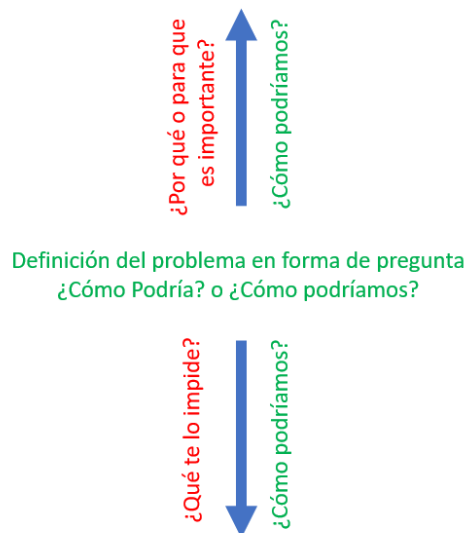 ¿Por qué o para que
es importante?
¿Cómo podríamos?
Definición del problema en forma de pregunta
¿Cómo Podría? o ¿Cómo podríamos?
¿Qué te lo impide?
¿Cómo podríamos?